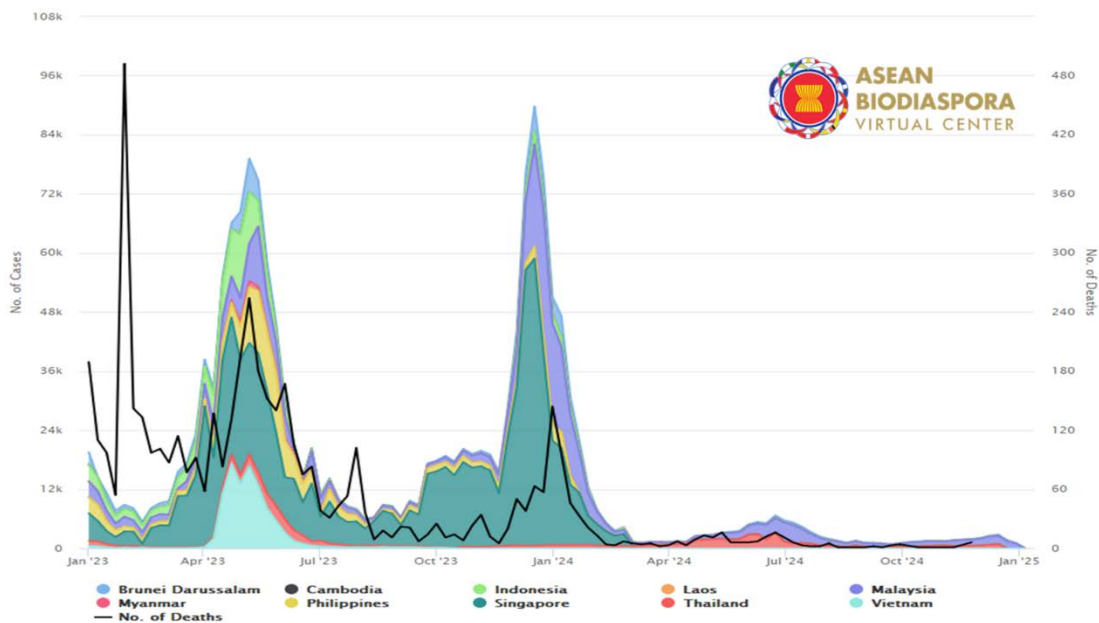 108k
96k
84k
72k
60k
48k
36k
24k
12k
0
No. of Cases
480
420
360
300
240
180
120
60
0
No. of Deaths
ASEAN
BIODIASPORA
VIRTUAL CENTER
Jan '23
Apr '23
Jul '23
Oct '23
Jan '24
Apr '24
Jul '24
Oct '24
Jan '25
Brunei Darussalam Cambodia Indonesia Laos Malaysia
Myanmar Philippines Singapore Thailand Vietnam
No. of Deaths